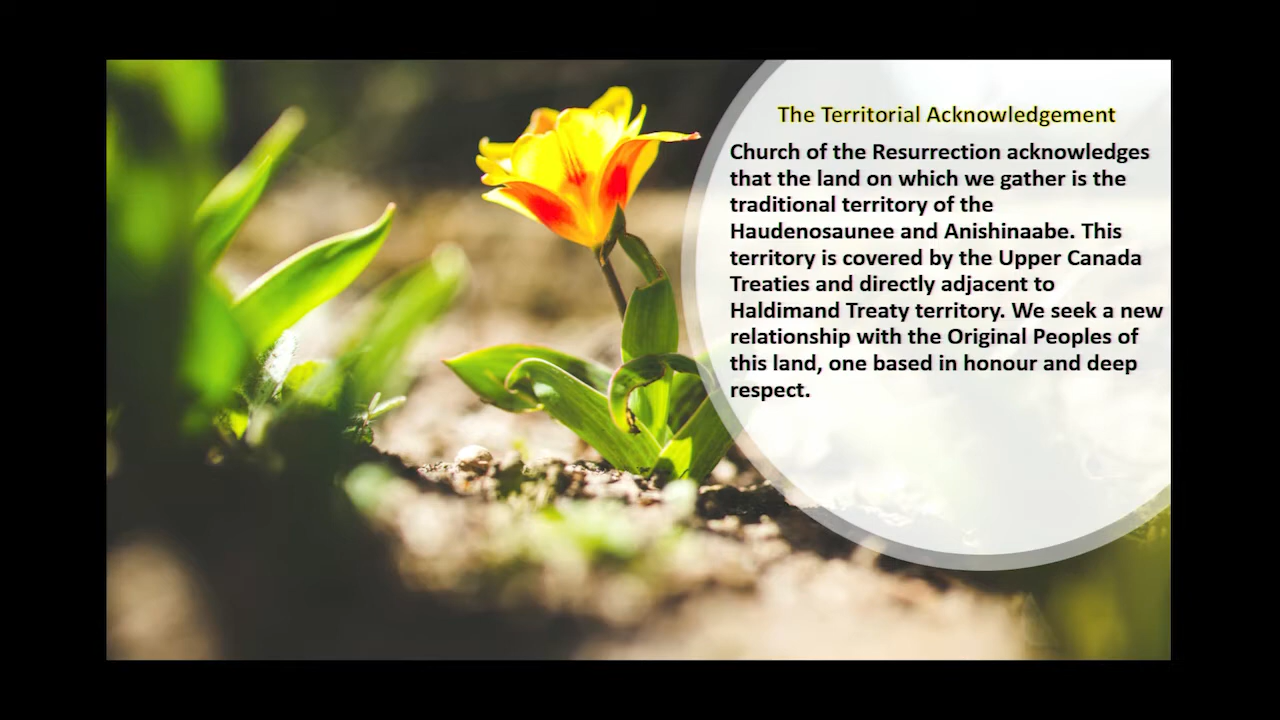 The Territorial Acknowledgement
Church of the Resurrection acknowledges
that the land on which we gather is the
traditional territory of the
Haudenosaunee and Anishinaabe. This
territory is covered by the Upper Canada
Treaties and directly adjacent to
Haldimand Treaty territory. We seek a new
relationship with the Original Peoples of
this land, one based in honour and deep
respect.